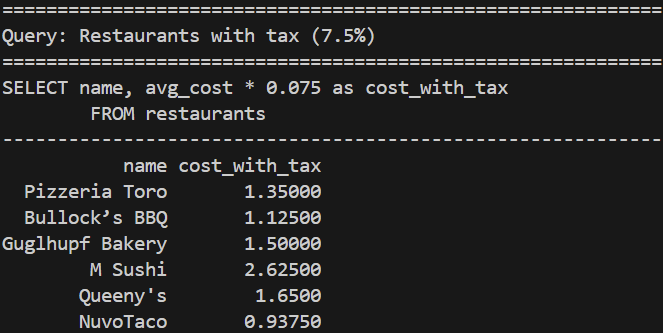 ============================================================
Query: Restaurants with tax (7.5%)
============================================================
SELECT name, avg_cost * 0.075 as cost_with_tax
        FROM restaurants
------------------------------------------------------------
           name cost_with_tax
  Pizzeria Toro       1.35000
  Bullock’s BBQ       1.12500
Guglhupf Bakery       1.50000
        M Sushi       2.62500
       Queeny's        1.6500
       NuvoTaco       0.93750